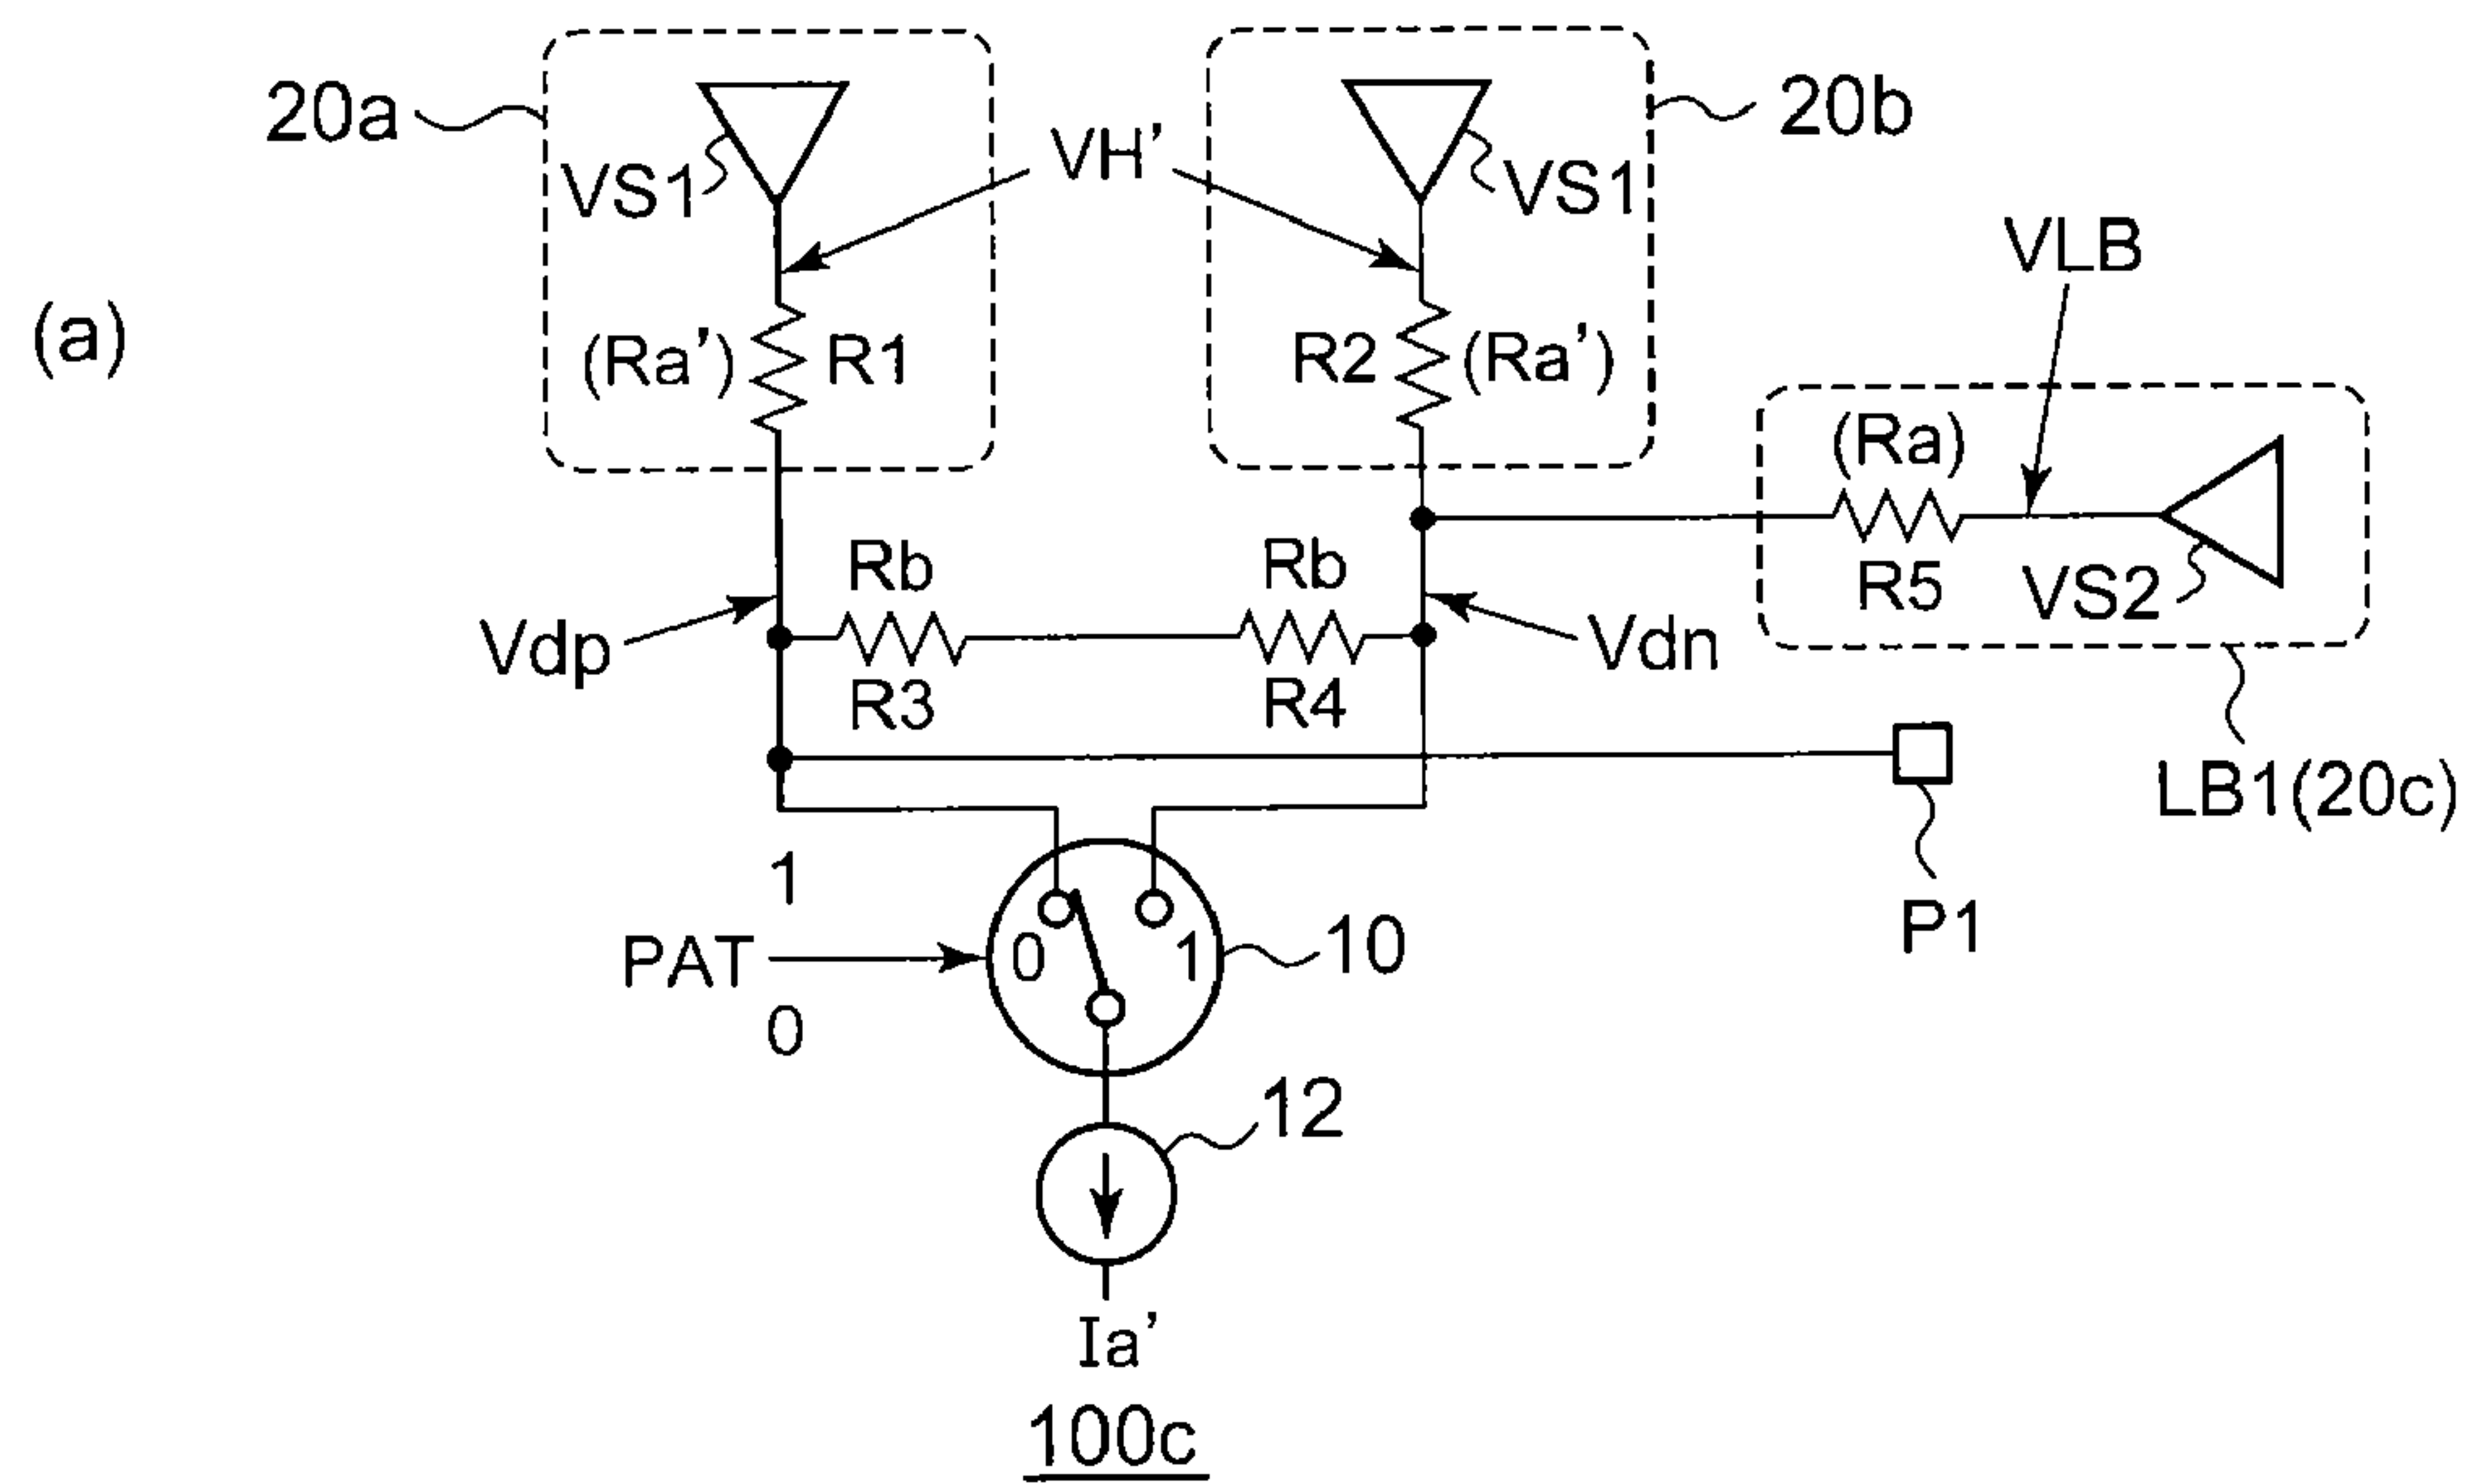 20a
20b
VS1
VH’
VS1
VLB
(a)
(Ra’)
R1
R2
(Ra’)
(Ra)
R5
VS2
Rb
Rb
Vdp
Vdn
R3
R4
LB1(20c)
P1
1
PAT
0
0
1
10
12
Ia’
100c